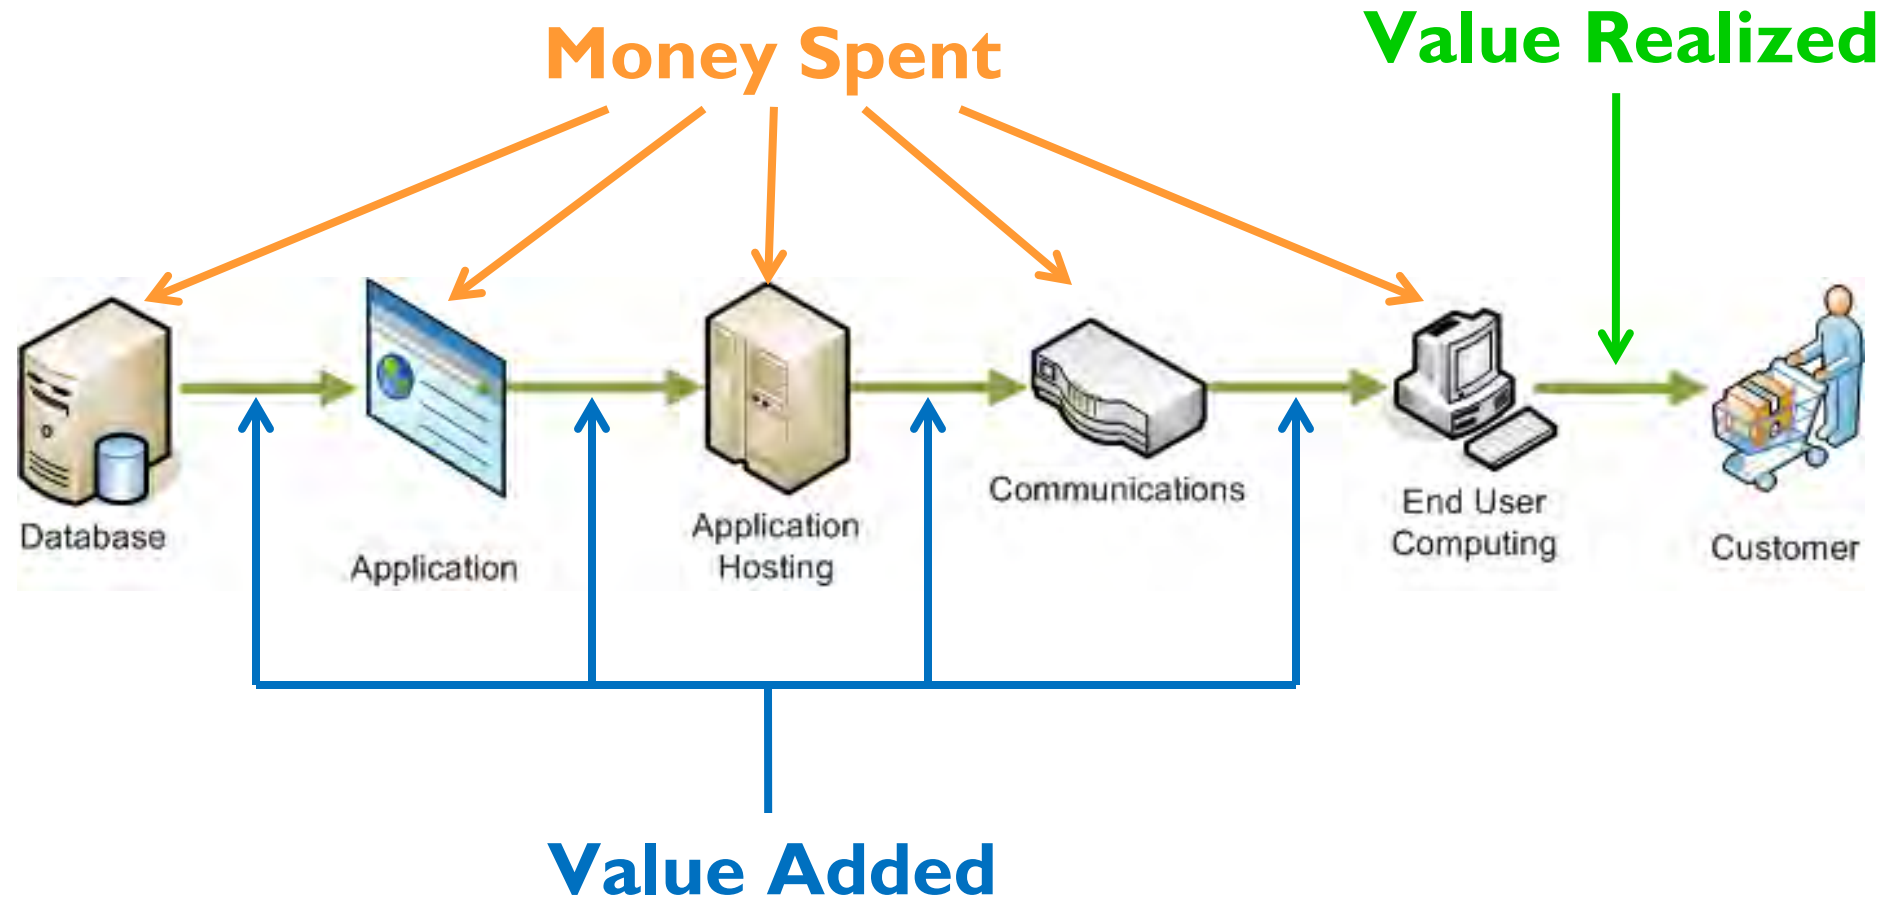 Money Spent
Value Realized
Database
Application
Application
Hosting
Communications
End User
Computing
Customer
Value Added